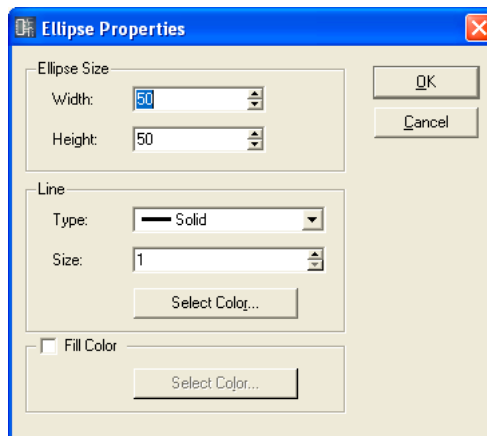 Ellipse Properties
Ellipse Size
Width: 50
Height: 50
OK
Cancel
Line
Type: Solid
Size: 1
Select Color...
Fill Color
Select Color...